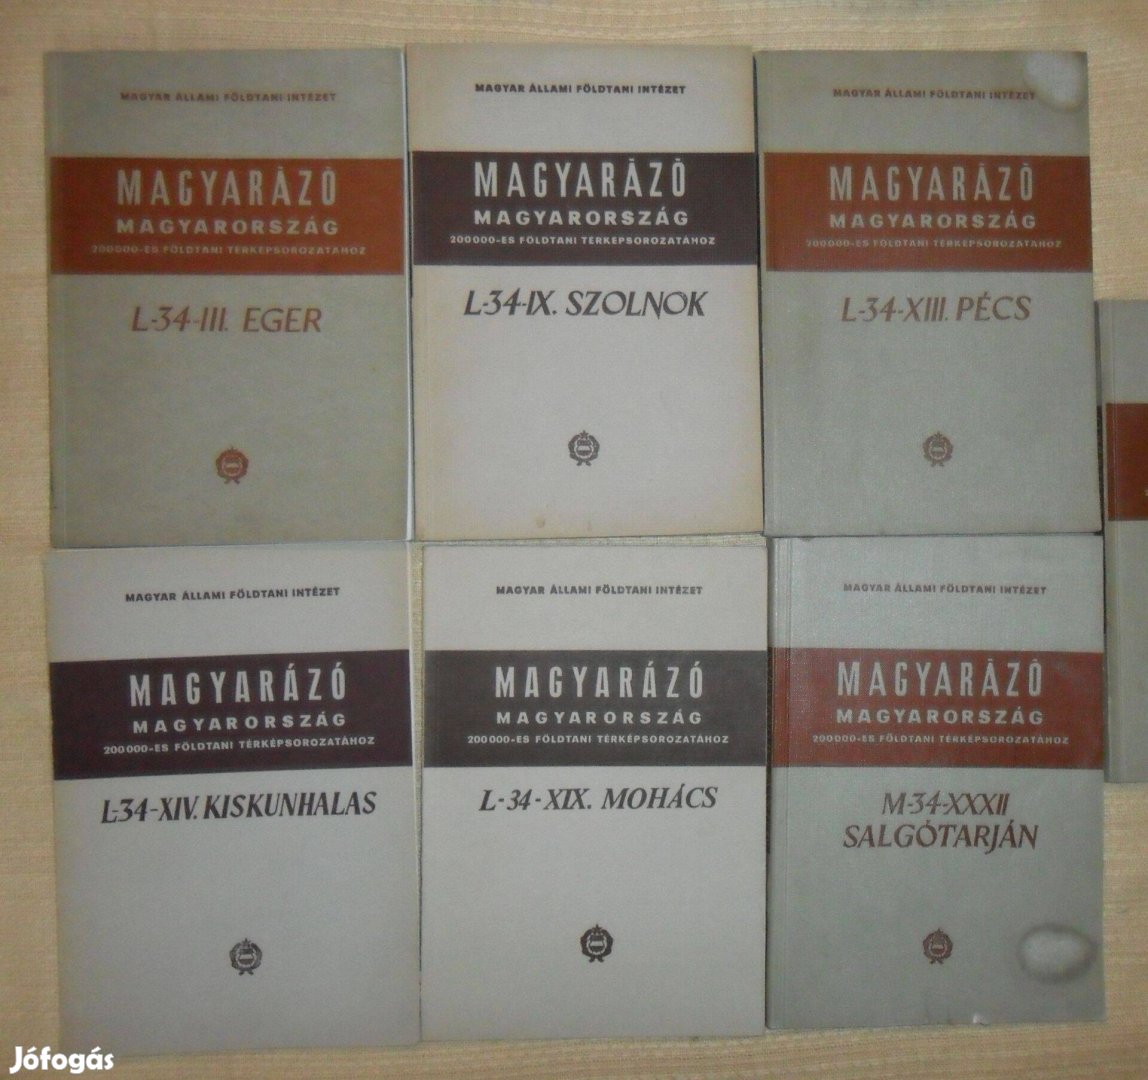 MAGYAR ÁLLAMI FÖLDTANI INTÉZET
MAGYARÁZÓ
MAGYARORSZÁG
200000-ES FÖLDTANI TÉRKÉPSOROZATÁHOZ
L-34-III. EGER
MAGYAR ÁLLAMI FÖLDTANI INTÉZET
MAGYARÁZÓ
MAGYARORSZÁG
200000-ES FÖLDTANI TÉRKÉPSOROZATÁHOZ
L-34-IX. SZOLNOK
MAGYAR ÁLLAMI FÖLDTANI INTÉZET
MAGYARÁZÓ
MAGYARORSZÁG
200000-ES FÖLDTANI TÉRKÉPSOROZATÁHOZ
L-34-XIII. PÉCS
MAGYAR ÁLLAMI FÖLDTANI INTÉZET
MAGYARÁZÓ
MAGYARORSZÁG
200000-ES FÖLDTANI TÉRKÉPSOROZATÁHOZ
L-34-XIV. KISKUNHALAS
MAGYAR ÁLLAMI FÖLDTANI INTÉZET
MAGYARÁZÓ
MAGYARORSZÁG
200000-ES FÖLDTANI TÉRKÉPSOROZATÁHOZ
L-34-XIX. MOHÁCS
MAGYAR ÁLLAMI FÖLDTANI INTÉZET
MAGYARÁZÓ
MAGYARORSZÁG
200000-ES FÖLDTANI TÉRKÉPSOROZATÁHOZ
M-34-XXXII
SALGÓTARJÁN
Jófogás